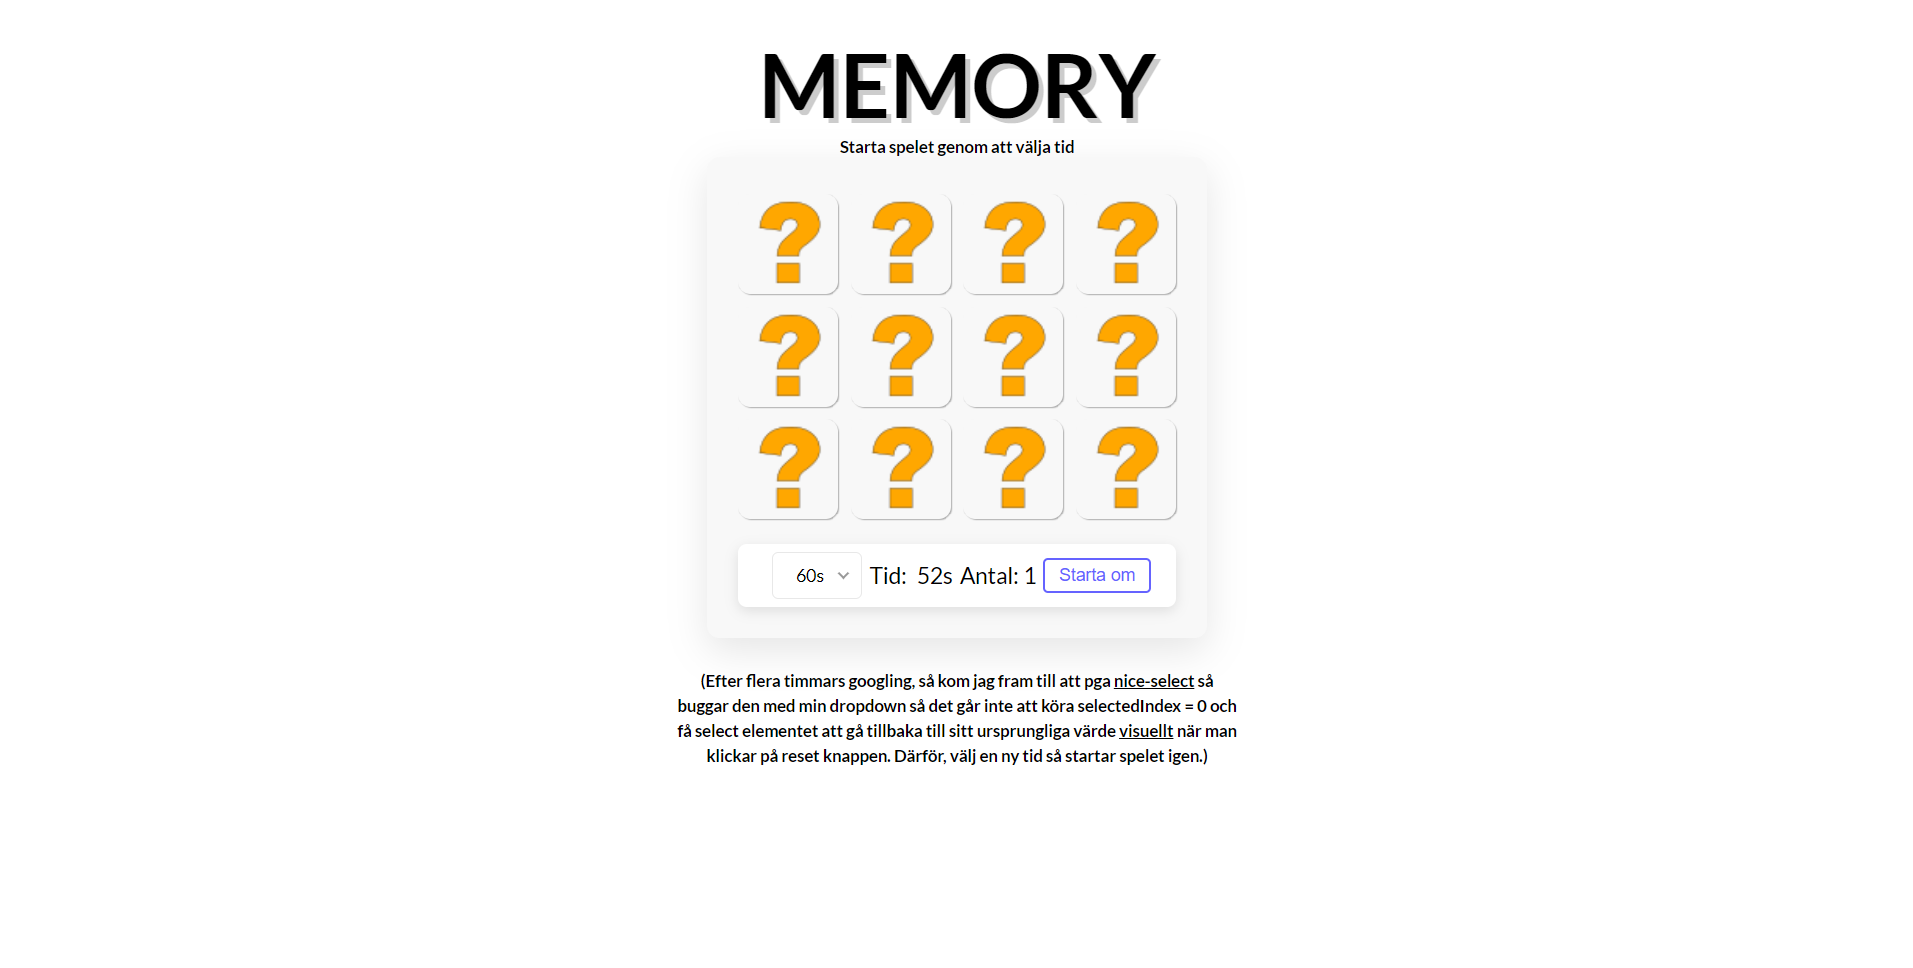 MEMORY
Starta spelet genom att välja tid
? ? ? ?
? ? ? ?
? ? ? ?
60s Tid: 52s Antal: 1 Starta om
(Efter flera timmars googling, så kom jag fram till att pga nice-select så
buggar den med min dropdown så det går inte att köra selectedIndex = 0 och
få select elementet att gå tillbaka till sitt ursprungliga värde visuellt när man
klickar på reset knappen. Därför, välj en ny tid så startar spelet igen.)